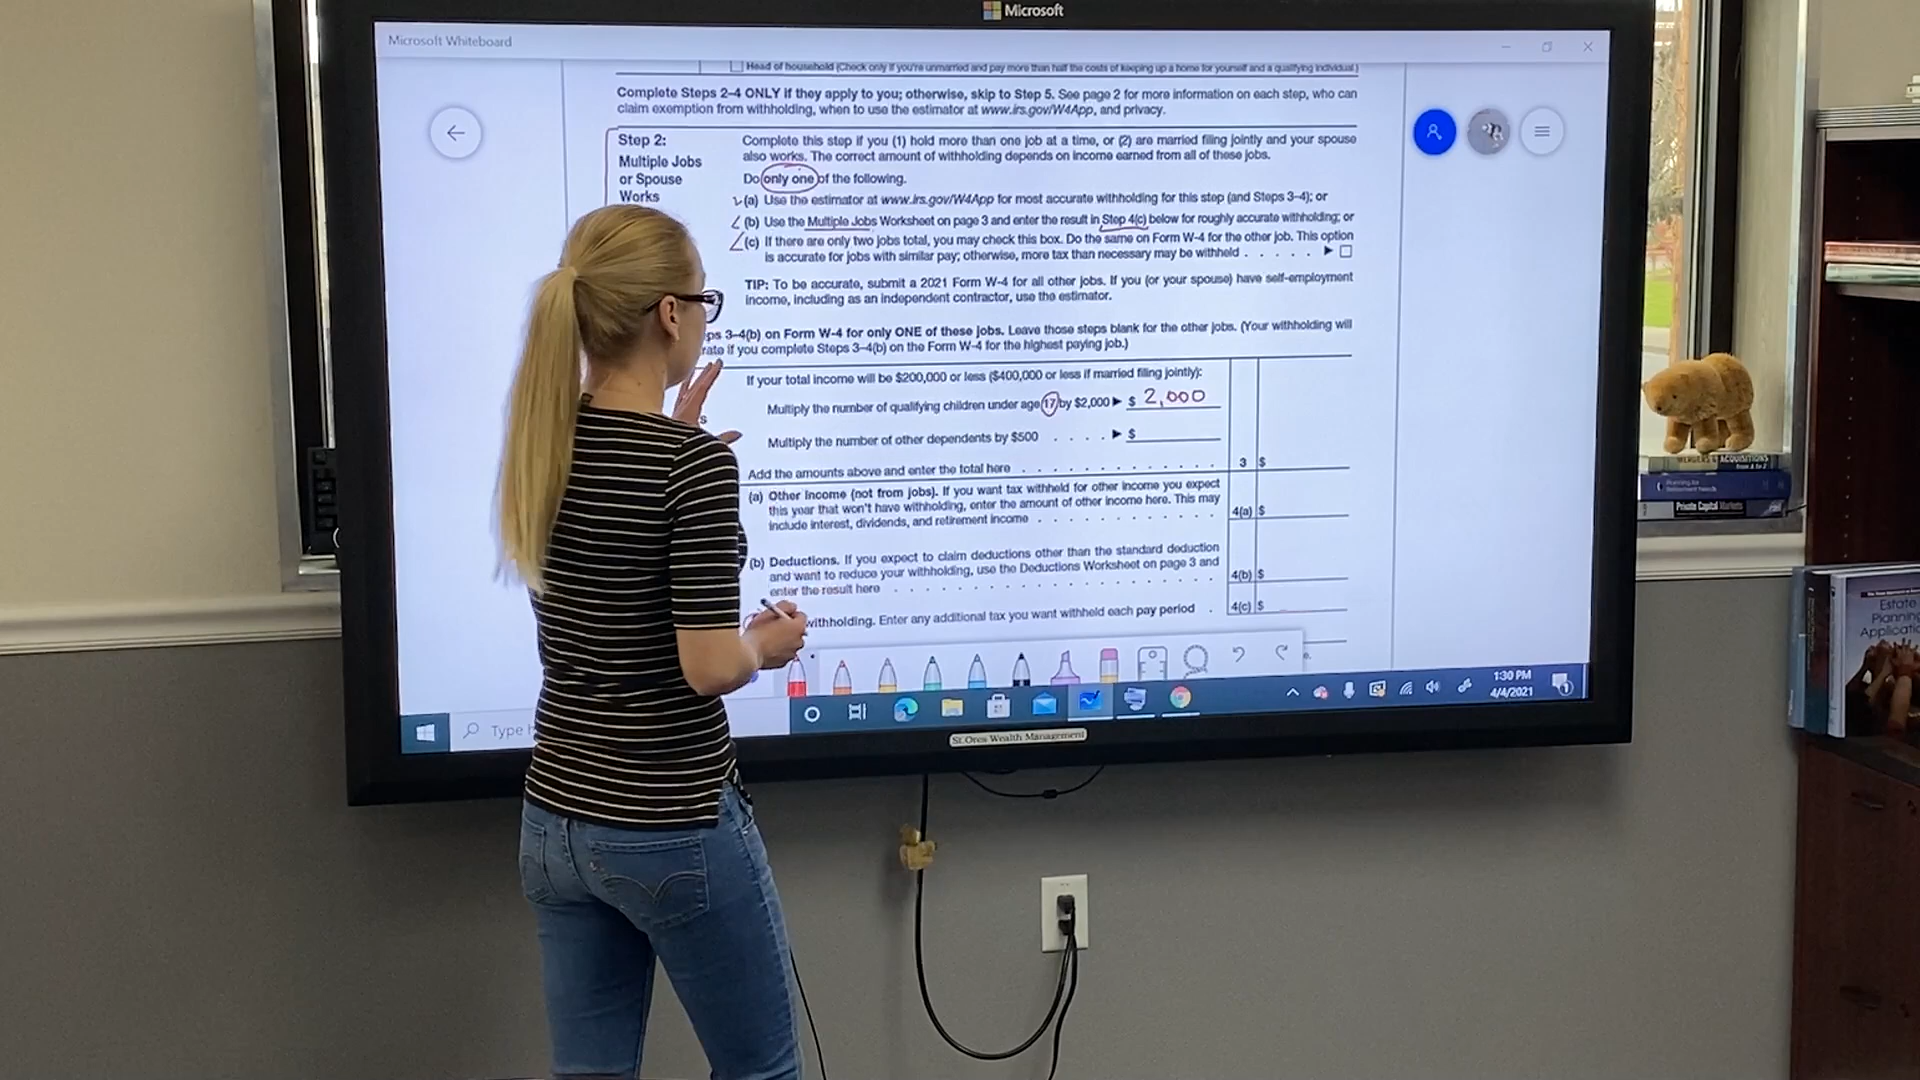 Microsoft
Microsoft Whiteboard
Head of household (Check only if you're unmarried and pay more than half the costs of keeping up a home for yourself and a qualifying individual.)
Complete Steps 2–4 ONLY if they apply to you; otherwise, skip to Step 5. See page 2 for more information on each step, who can
claim exemption from withholding, when to use the estimator at www.irs.gov/W4App, and privacy.
Step 2:
Multiple Jobs
or Spouse
Works
Complete this step if you (1) hold more than one job at a time, or (2) are married filing jointly and your spouse
also works. The correct amount of withholding depends on income earned from all of these jobs.
Do only one of the following.
(a) Use the estimator at www.irs.gov/W4App for most accurate withholding for this step (and Steps 3–4); or
(b) Use the Multiple Jobs Worksheet on page 3 and enter the result in Step 4(c) below for roughly accurate withholding; or
(c) If there are only two jobs total, you may check this box. Do the same on Form W-4 for the other job. This option
is accurate for jobs with similar pay; otherwise, more tax than necessary may be withheld . . . . . ▶
TIP: To be accurate, submit a 2021 Form W-4 for all other jobs. If you (or your spouse) have self-employment
income, including as an independent contractor, use the estimator.
ps 3–4(b) on Form W-4 for only ONE of these jobs. Leave those steps blank for the other jobs. (Your withholding will
rate if you complete Steps 3–4(b) on the Form W-4 for the highest paying job.)
If your total income will be $200,000 or less ($400,000 or less if married filing jointly):
Multiply the number of qualifying children under age 17 by $2,000 ▶ $ 2,000
Multiply the number of other dependents by $500 . . . . ▶ $
Add the amounts above and enter the total here . . . . . . . . . . . . . 3 $
(a) Other income (not from jobs). If you want tax withheld for other income you expect
this year that won't have withholding, enter the amount of other income here. This may
include interest, dividends, and retirement income . . . . . . . . . . . . 4(a) $
(b) Deductions. If you expect to claim deductions other than the standard deduction
and want to reduce your withholding, use the Deductions Worksheet on page 3 and
enter the result here . . . . . . . . . . . . . . . . . . . . . 4(b) $
withholding. Enter any additional tax you want withheld each pay period . 4(c) $
Type
1:30 PM
4/4/2021
St. Ores Wealth Management
ACQUISITIONS
Planning for
Retirement Needs
Private Capital Markets
Estate
Planning
Applicati